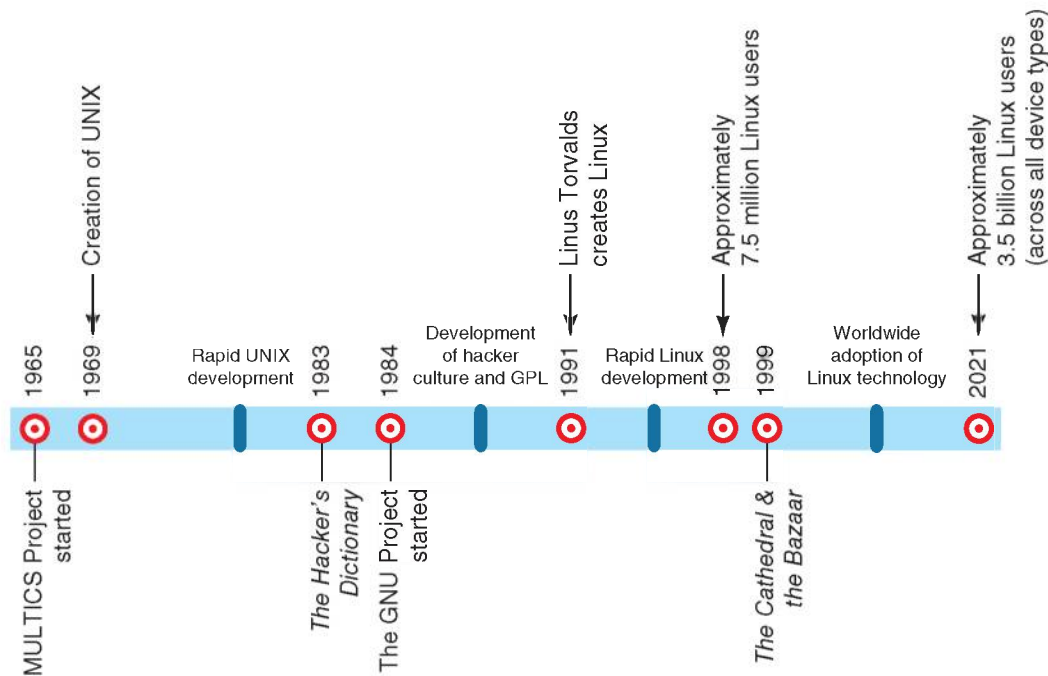 1965
MULTICS Project
started
1969
Creation of UNIX
Rapid UNIX
development
1983
The Hacker's
Dictionary
1984
The GNU Project
started
Development
of hacker
culture and GPL
1991
Linus Torvalds
creates Linux
Rapid Linux
development
1998
Approximately
7.5 million Linux users
1999
The Cathedral &
the Bazaar
Worldwide
adoption of
Linux technology
2021
Approximately
3.5 billion Linux users
(across all device types)